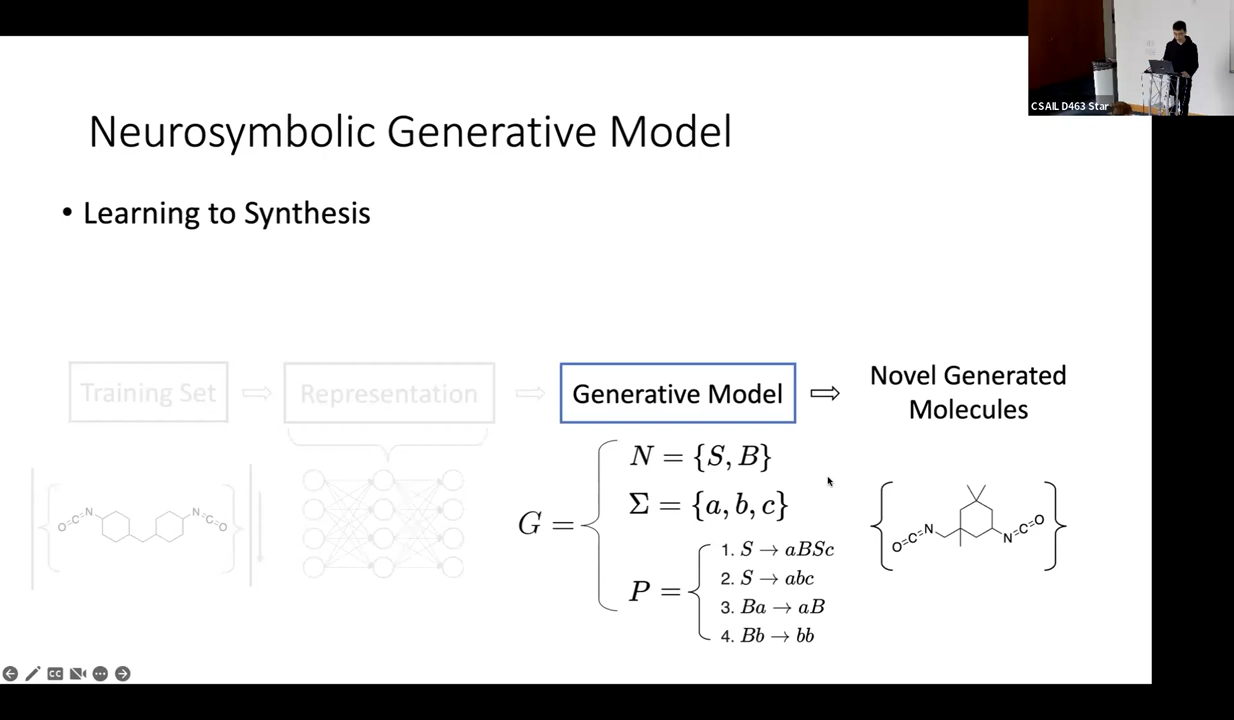 CSAIL D463 Star
Neurosymbolic Generative Model
• Learning to Synthesis
Training Set
Representation
Generative Model
Novel Generated
Molecules
O=C=N
N=C=O
G =
N = {S, B}
Σ = {a, b, c}
P =
1. S → aBSc
2. S → abc
3. Ba → aB
4. Bb → bb
O=C=N
N=C=O
CC